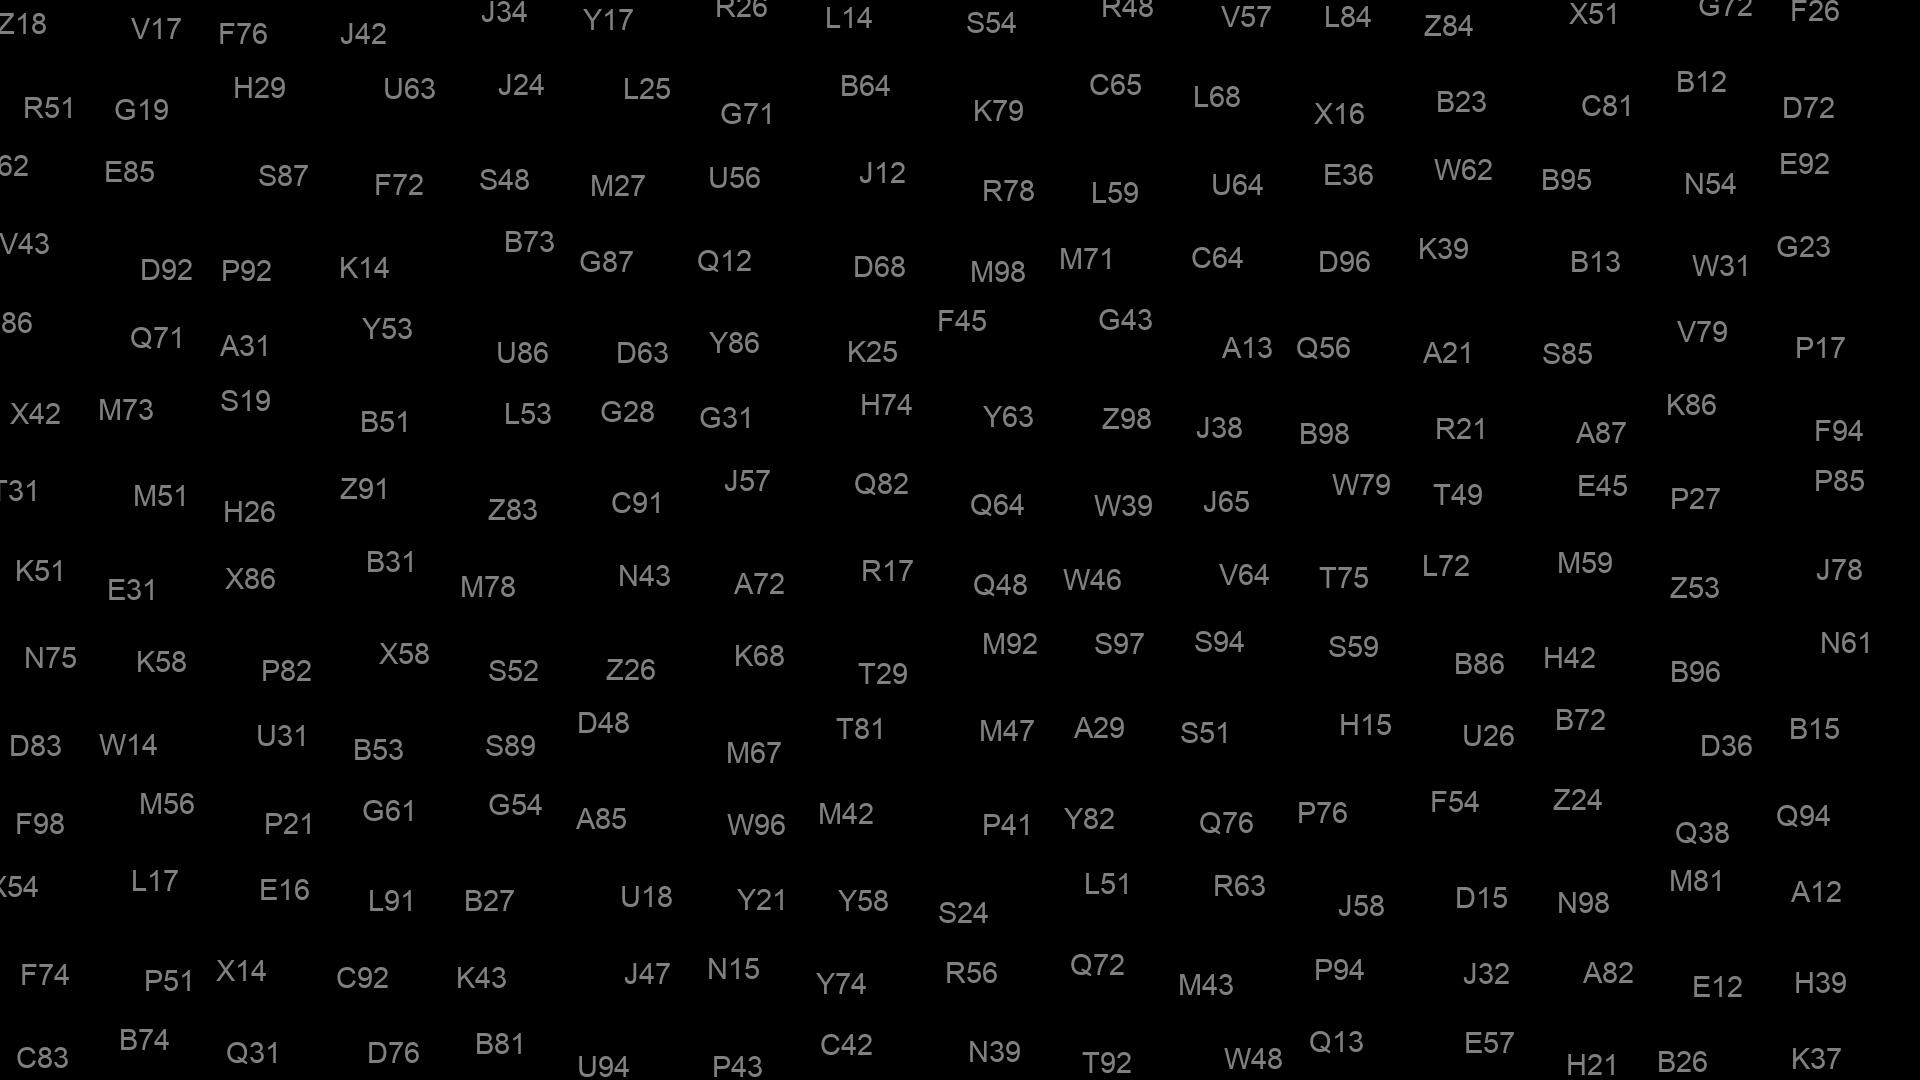 Z18 V17 F76 J42 J34 Y17 R26 L14 S54 R48 V57 L84 Z84 X51 G72 F26
R51 G19 H29 U63 J24 L25 G71 B64 K79 C65 L68 X16 B23 C81 B12 D72
62 E85 S87 F72 S48 M27 U56 J12 R78 L59 U64 E36 W62 B95 N54 E92
V43 D92 P92 K14 B73 G87 Q12 D68 M98 M71 C64 D96 K39 B13 W31 G23
86 Q71 A31 Y53 U86 D63 Y86 K25 F45 G43 A13 Q56 A21 S85 V79 P17
X42 M73 S19 B51 L53 G28 G31 H74 Y63 Z98 J38 B98 R21 A87 K86 F94
T31 M51 H26 Z91 Z83 C91 J57 Q82 Q64 W39 J65 W79 T49 E45 P27 P85
K51 E31 X86 B31 M78 N43 A72 R17 Q48 W46 V64 T75 L72 M59 Z53 J78
N75 K58 P82 X58 S52 Z26 K68 T29 M92 S97 S94 S59 B86 H42 B96 N61
D83 W14 U31 B53 S89 D48 M67 T81 M47 A29 S51 H15 U26 B72 D36 B15
F98 M56 P21 G61 G54 A85 W96 M42 P41 Y82 Q76 P76 F54 Z24 Q38 Q94
54 L17 E16 L91 B27 U18 Y21 Y58 S24 L51 R63 J58 D15 N98 M81 A12
F74 P51 X14 C92 K43 J47 N15 Y74 R56 Q72 M43 P94 J32 A82 E12 H39
C83 B74 Q31 D76 B81 U94 P43 C42 N39 T92 W48 Q13 E57 H21 B26 K37